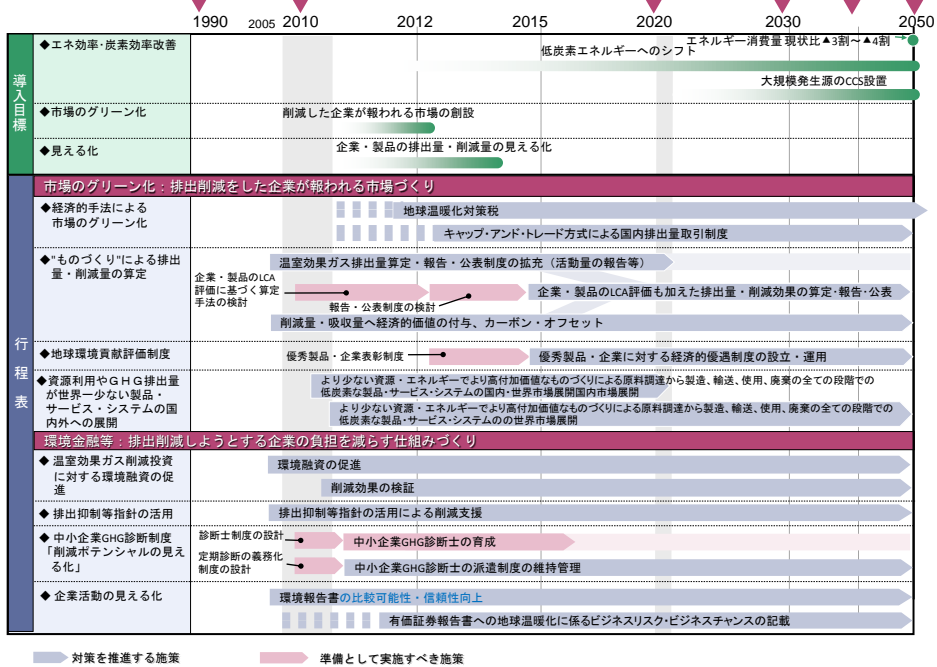 1990 2005 2010 2012 2015 2020 2030 2050
導入目標
◆エネ効率・炭素効率改善
エネルギー消費量 現状比▲3割～▲4割
低炭素エネルギーへのシフト
大規模発生源のCCS設置
◆市場のグリーン化
削減した企業が報われる市場の創設
◆見える化
企業・製品の排出量・削減量の見える化
行程表
市場のグリーン化：排出削減をした企業が報われる市場づくり
◆経済的手法による
市場のグリーン化
地球温暖化対策税
キャップ・アンド・トレード方式による国内排出量取引制度
◆"ものづくり"による排出
量・削減量の算定
温室効果ガス排出量算定・報告・公表制度の拡充（活動量の報告等）
企業・製品のLCA
評価に基づく算定
手法の検討
報告・公表制度の検討
企業・製品のLCA評価も加えた排出量・削減効果の算定・報告・公表
削減量・吸収量へ経済的価値の付与、カーボン・オフセット
◆地球環境貢献評価制度
優秀製品・企業表彰制度
優秀製品・企業に対する経済的優遇制度の設立・運用
◆資源利用やＧＨＧ排出量
が世界一少ない製品・
サービス・システムの国
内外への展開
より少ない資源・エネルギーでより高付加価値なものづくりによる原料調達から製造、輸送、使用、廃棄の全ての段階での
低炭素な製品・サービス・システムの国内・世界市場展開国内市場展開
より少ない資源・エネルギーでより高付加価値なものづくりによる原料調達から製造、輸送、使用、廃棄の全ての段階での
低炭素な製品・サービス・システムのの世界市場展開
環境金融等：排出削減しようとする企業の負担を減らす仕組みづくり
◆ 温室効果ガス削減投資
に対する環境融資の促
進
環境融資の促進
削減効果の検証
◆ 排出抑制等指針の活用
排出抑制等指針の活用による削減支援
◆ 中小企業GHG診断制度
「削減ポテンシャルの見え
る化」
診断士制度の設計
中小企業GHG診断士の育成
定期診断の義務化
制度の設計
中小企業GHG診断士の派遣制度の維持管理
◆ 企業活動の見える化
環境報告書の比較可能性・信頼性向上
有価証券報告書への地球温暖化に係るビジネスリスク・ビジネスチャンスの記載
対策を推進する施策
準備として実施すべき施策